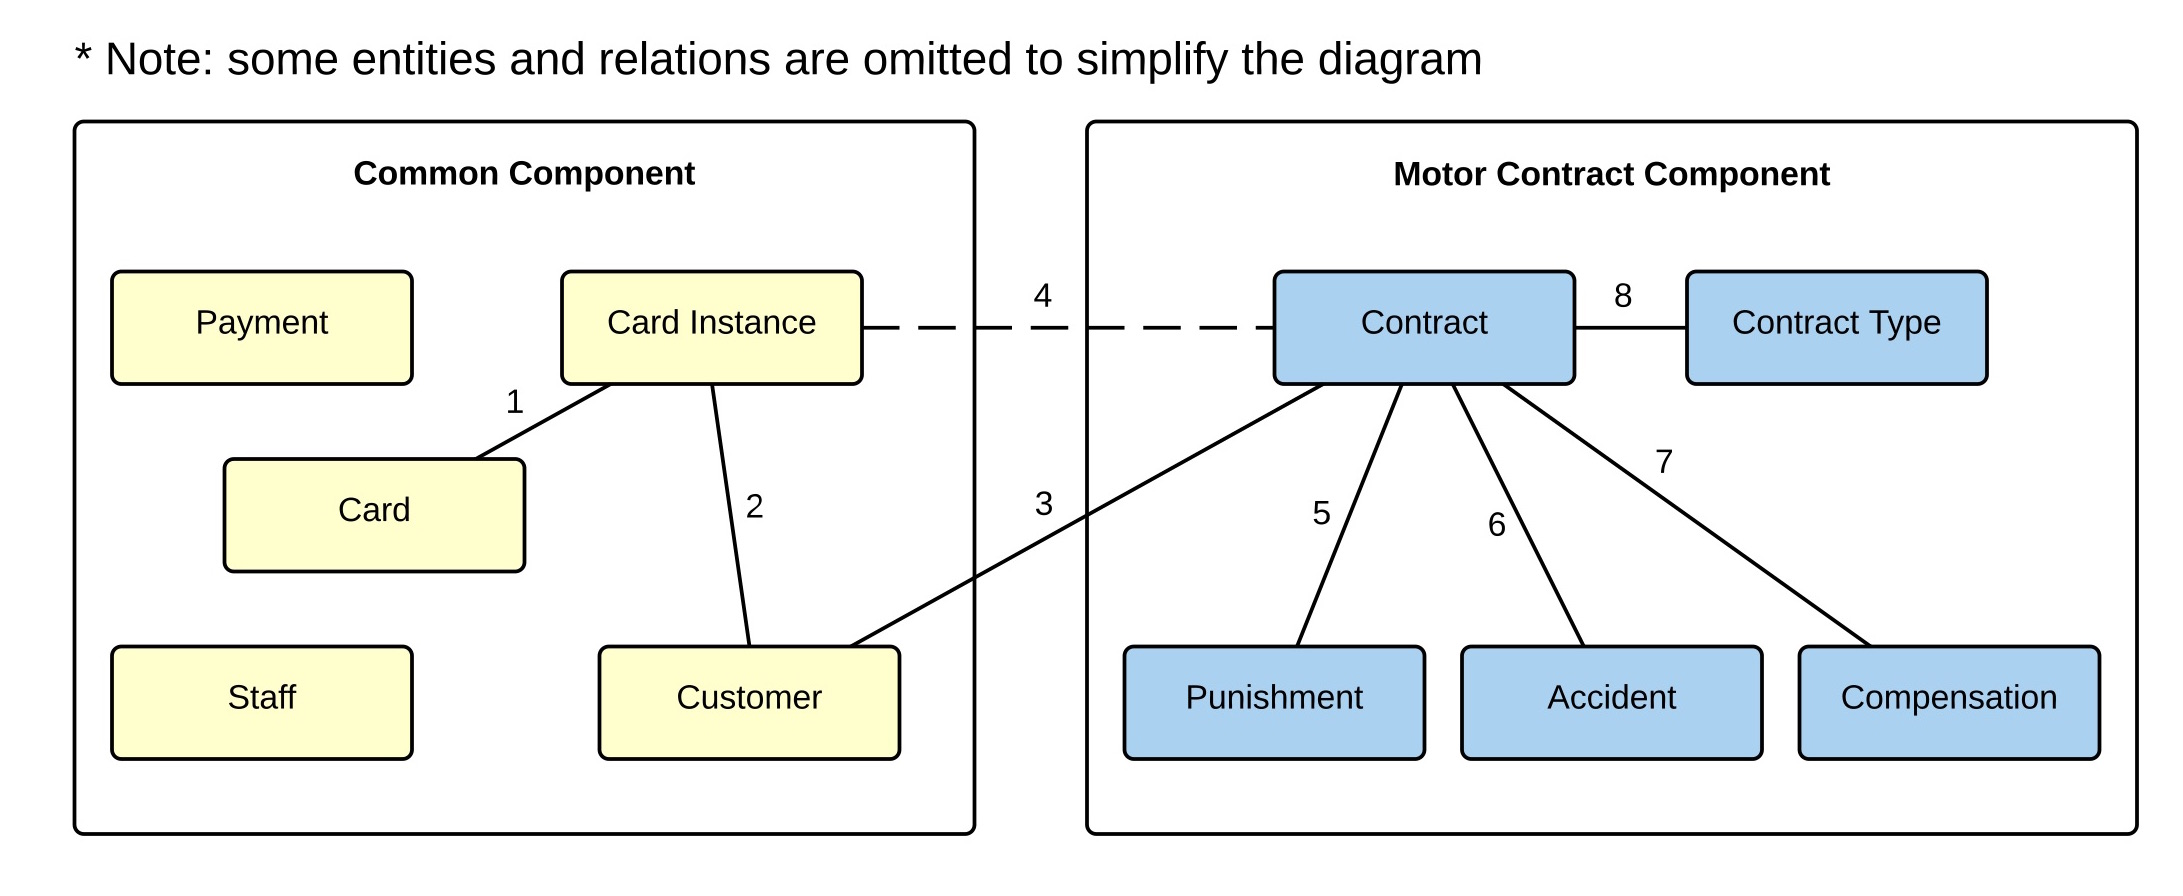 * Note: some entities and relations are omitted to simplify the diagram
Common Component
Motor Contract Component
Payment
Card Instance
4
Contract
8
Contract Type
1
Card
2
3
5
6
7
Staff
Customer
Punishment
Accident
Compensation